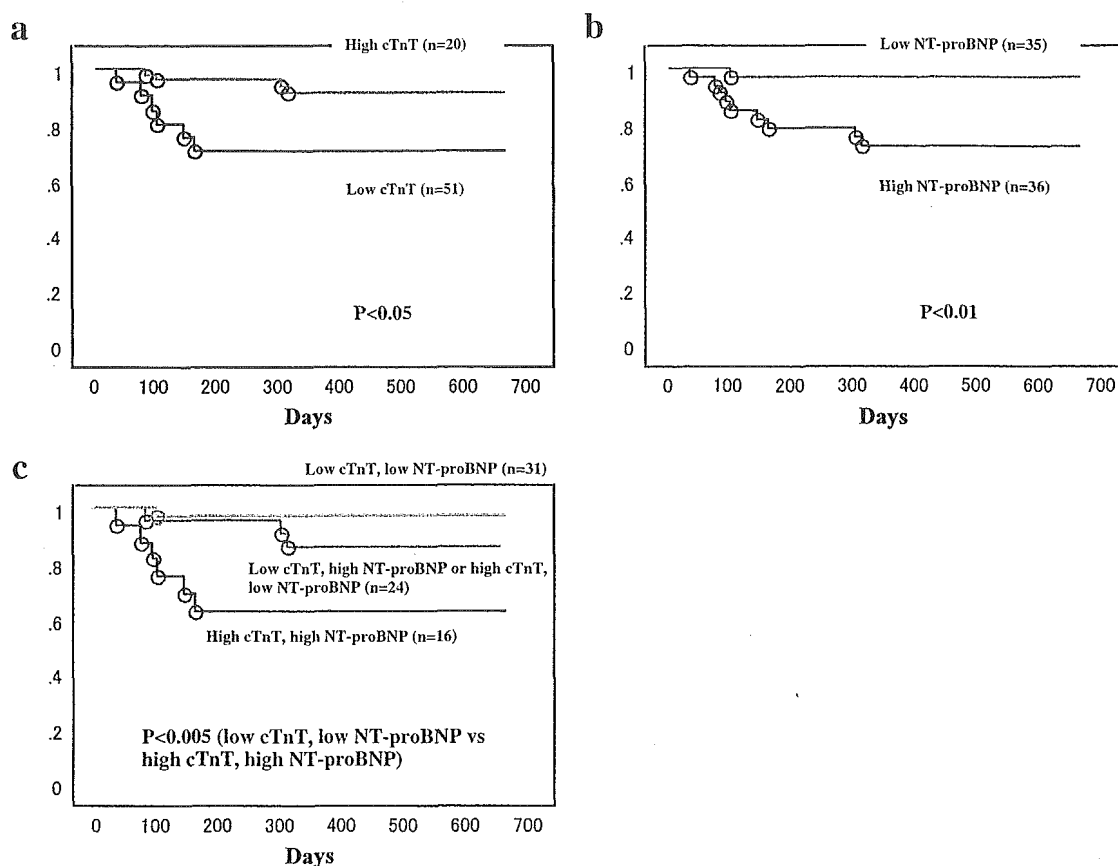 a
High cTnT (n=20)
1
.8
.6
.4
.2
0
Low cTnT (n=51)
P<0.05
0 100 200 300 400 500 600 700
Days
b
Low NT-proBNP (n=35)
1
.8
.6
.4
.2
0
High NT-proBNP (n=36)
P<0.01
0 100 200 300 400 500 600 700
Days
c
Low cTnT, low NT-proBNP (n=31)
1
.8
.6
.4
.2
0
Low cTnT, high NT-proBNP or high cTnT,
low NT-proBNP (n=24)
High cTnT, high NT-proBNP (n=16)
P<0.005 (low cTnT, low NT-proBNP vs
high cTnT, high NT-proBNP)
0 100 200 300 400 500 600 700
Days